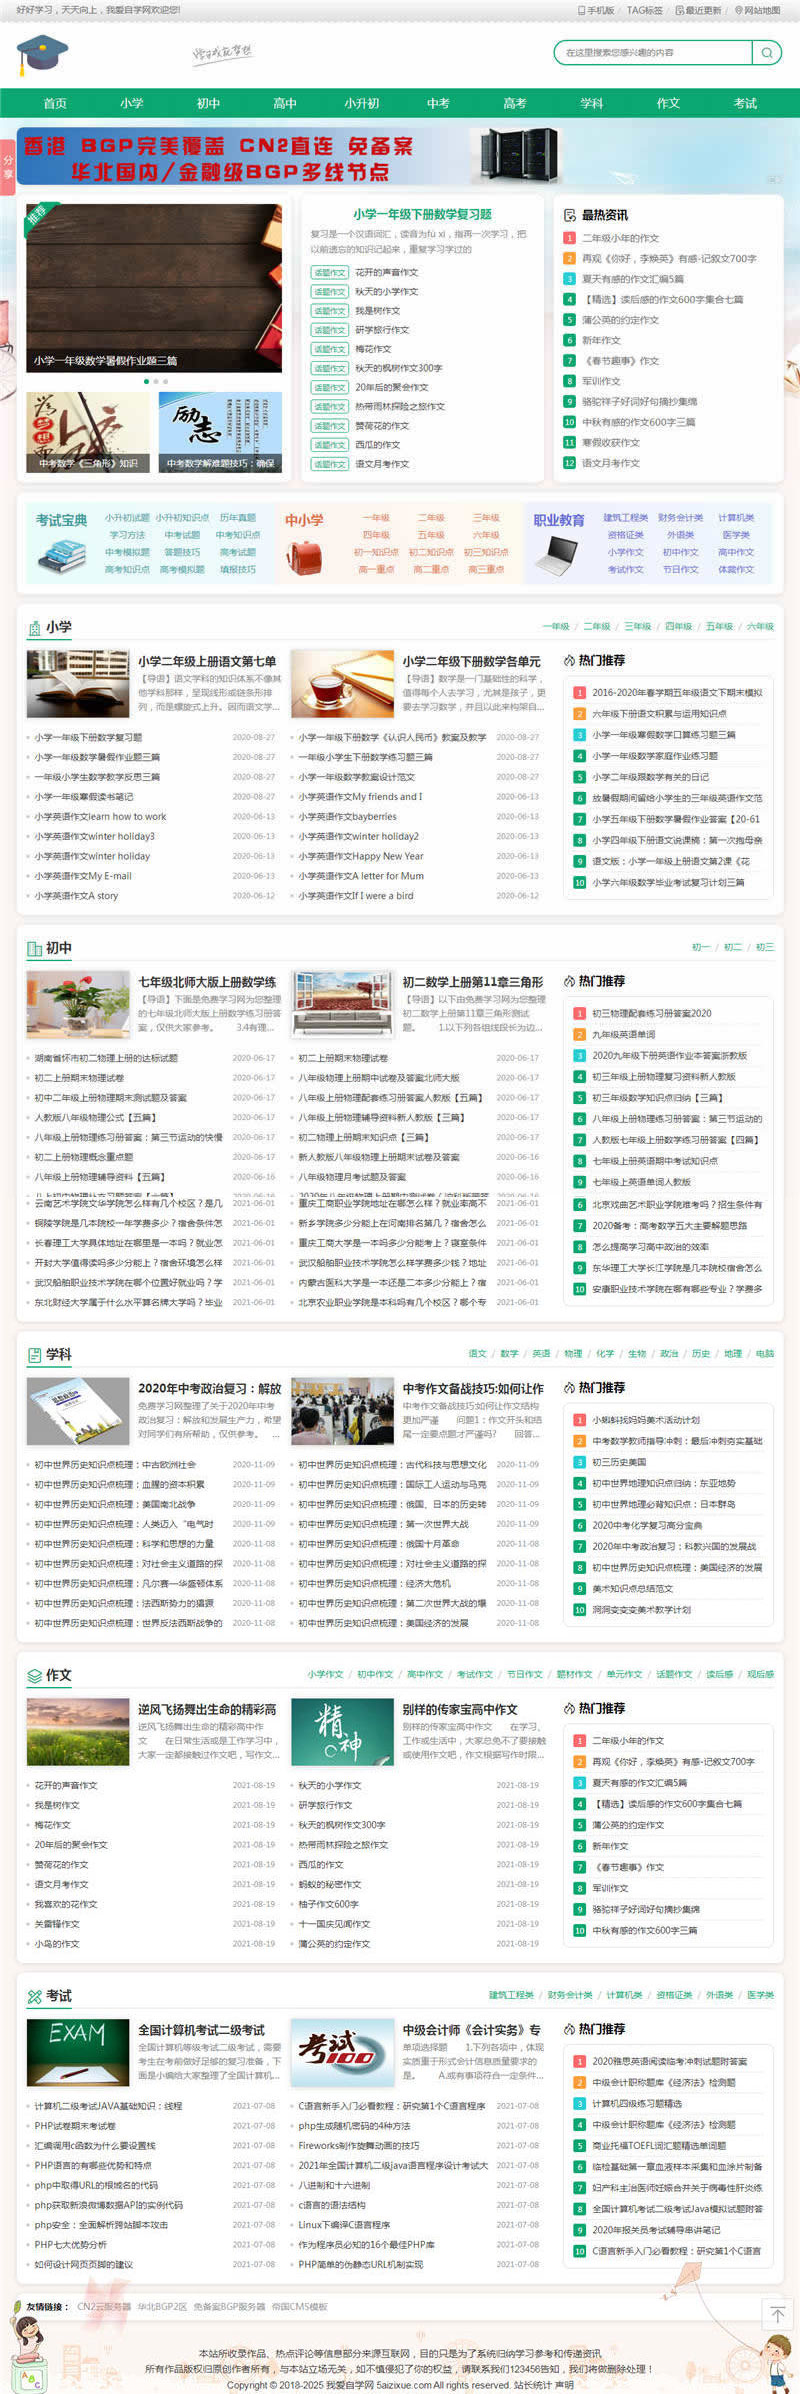 好好学习，天天向上，我爱自学网欢迎您!
手机版 / TAG标签 / 最近更新 / 网站地图
在这里搜索您感兴趣的内容
首页 小学 初中 高中 小升初 中考 高考 学科 作文 考试
香港 BGP完美覆盖 CN2直连 免备案
华北国内/金融级BGP多线节点
分享
推荐
小学一年级数学暑假作业题三篇
中考数学《三角形》知识
中考数学解难题技巧：确保
励志
小学一年级下册数学复习题
复习是一个汉语词汇，读音为fù xí，指再一次学习，把
以前遗忘的知识记起来，重复学习学过的
话题作文 花开的声音作文
话题作文 秋天的小学作文
话题作文 我是树作文
话题作文 研学旅行作文
话题作文 梅花作文
话题作文 秋天的枫树作文300字
话题作文 20年后的聚会作文
话题作文 热带雨林探险之旅作文
话题作文 赞荷花的作文
话题作文 西瓜的作文
话题作文 语文月考作文
最热资讯
1 二年级小年的作文
2 再观《你好，李焕英》有感-记叙文700字
3 夏天有感的作文汇编5篇
4 【精选】读后感的作文600字集合七篇
5 蒲公英的约定作文
6 新年作文
7 《春节趣事》作文
8 军训作文
9 骆驼祥子好词好句摘抄集绵
10 中秋有感的作文600字三篇
11 寒假收获作文
12 语文月考作文
考试宝典
小升初试题 小升初知识点 历年真题
学习方法 中考试题 中考知识点
中考模拟题 答题技巧 高考试题
高考知识点 高考模拟题 填报技巧
中小学
一年级 二年级 三年级
四年级 五年级 六年级
初一知识点 初二知识点 初三知识点
高一重点 高二重点 高三重点
职业教育
建筑工程类 财务会计类 计算机类
资格证类 外语类 医学类
小学作文 初中作文 高中作文
考试作文 节日作文 体裁作文
小学
一年级 / 二年级 / 三年级 / 四年级 / 五年级 / 六年级
小学二年级上册语文第七单
【导语】语文学科的知识体系不像其
他学科那样，呈现线形或链条形排
列，而是螺旋式上升。因而语文学...
小学二年级下册数学各单元
【导语】数学是一门基础性的科学，
值得每个人去学习，尤其是孩子，更
要去学习数学，并且以此来构架自...
小学一年级下册数学复习题 2020-08-27
小学一年级数学暑假作业题三篇 2020-08-27
一年级小学生数学教学反思三篇 2020-08-27
小学一年级寒假读书笔记 2020-08-27
小学英语作文learn how to work 2020-06-13
小学英语作文winter holiday3 2020-06-13
小学英语作文winter holiday 2020-06-13
小学英语作文My E-mail 2020-06-13
小学英语作文A story 2020-06-12
小学一年级下册数学《认识人民币》教案及教学 2020-08-27
一年级小学生下册数学练习题三篇 2020-08-27
小学一年级数学教案设计范文 2020-08-27
小学英语作文My friends and I 2020-06-13
小学英语作文bayberries 2020-06-13
小学英语作文winter holiday2 2020-06-13
小学英语作文Happy New Year 2020-06-13
小学英语作文A letter for Mum 2020-06-13
小学英语作文If I were a bird 2020-06-12
热门推荐
1 2016-2020年春学期五年级语文下期末模拟
2 六年级下册语文积累与运用知识点
3 小学一年级寒假数学口算练习题三篇
4 小学一年级数学家庭作业练习题
5 小学二年级跟数学有关的日记
6 放暑假期间留给小学生的三年级英语作文范
7 小学五年级下册数学暑假作业答案【20-61
8 小学四年级下册语文说课稿：第一次抱母亲
9 语文版：小学一年级上册语文第2课《花
10 小学六年级数学毕业考试复习计划三篇
初中
初一 / 初二 / 初三
七年级北师大版上册数学练
【导语】下面是免费学习网为您整理
的七年级北师大版上册数学练习册答
案，仅供大家参考。 3.4有理...
初二数学上册第11章三角形
【导语】以下由免费学习网为您整理
初二数学上册第11章三角形测试
题。 1.以下列各组线段长为边...
湖南省怀市初二物理上册的达标试题 2020-06-17
初二上册期末物理试卷 2020-06-17
初中二年级上册物理期末测试题及答案 2020-06-17
人教版八年级物理公式【五篇】 2020-06-17
八年级上册物理练习册答案：第三节运动的快慢 2020-06-17
初二上册物理概念重点题 2020-06-17
八年级上册物理辅导资料【五篇】 2020-06-17
云南艺术学院文华学院怎么样有几个校区？是几 2021-06-01
铜陵学院是几本院校一年学费多少？宿舍条件怎 2021-06-01
长春理工大学具体地址在哪里是一本吗？就业怎 2021-06-01
开封大学值得读吗多少分能上？宿舍环境怎么样 2021-06-01
武汉船舶职业技术学院在哪个位置好就业吗？学 2021-06-01
东北财经大学属于什么水平算名牌大学吗？毕业 2021-06-01
初二上册期末物理试卷 2020-06-17
八年级物理上册期中试卷及答案北师大版 2020-06-17
八年级上册物理配套练习册答案人教版【五篇】 2020-06-17
八年级上册物理辅导资料新人教版【三篇】 2020-06-17
初二物理上册期末知识点【三篇】 2020-06-17
新人教版八年级物理上册期末试卷及答案 2020-06-17
八年级物理月考试题及答案 2020-06-17
重庆工商职业学院地址在哪怎么样？就业率高不 2021-06-01
新乡学院多少分能上在河南排名第几？宿舍怎么 2021-06-01
重庆工商大学是一本吗多少分能考上？寝室条件 2021-06-01
武汉船舶职业技术学院怎么样学费多少钱？地址 2021-06-01
内蒙古医科大学是一本还是二本多少分能上？宿 2021-06-01
北京农业职业学院是本科吗有几个校区？哪个专 2021-06-01
热门推荐
1 初三物理配套练习册答案2020
2 九年级英语单词
3 2020九年级下册英语作业本答案浙教版
4 初三年级上册物理复习资料新人教版
5 初三年级数学知识点归纳【三篇】
6 八年级上册物理练习册答案：第三节运动的
7 人教版七年级上册数学练习册答案【四篇】
8 七年级上册英语期中考试知识点
9 七年级上英语单词人教版
6 北京戏曲艺术职业学院难考吗？招生条件有
7 2020备考：高考数学五大主要解题思路
8 怎么提高学习高中政治的效率
9 东华理工大学长江学院是几本院校宿舍怎么
10 安康职业技术学院在哪有哪些专业？学费多
学科
语文 / 数学 / 英语 / 物理 / 化学 / 生物 / 政治 / 历史 / 地理 / 电脑
2020年中考政治复习：解放
免费学习网整理了关于2020年中考
政治复习：解放和发展生产力，希望
对同学们有所帮助，仅供参考。 ...
中考作文备战技巧:如何让作
中考作文备战技巧:如何让作文结构
更加严谨 问题1：作文开头和结
尾一定要点题才严谨吗? 回答...
初中世界历史知识点梳理：中古欧洲社会 2020-11-09
初中世界历史知识点梳理：血腥的资本积累 2020-11-09
初中世界历史知识点梳理：美国南北战争 2020-11-09
初中世界历史知识点梳理：人类迈入“电气时 2020-11-09
初中世界历史知识点梳理：科学和思想的力量 2020-11-08
初中世界历史知识点梳理：对社会主义道路的探 2020-11-08
初中世界历史知识点梳理：凡尔赛—华盛顿体系 2020-11-08
初中世界历史知识点梳理：法西斯势力的猖獗 2020-11-08
初中世界历史知识点梳理：世界反法西斯战争的 2020-11-08
初中世界历史知识点梳理：古代科技与思想文化 2020-11-09
初中世界历史知识点梳理：国际工人运动与马克 2020-11-09
初中世界历史知识点梳理：俄国、日本的历史转 2020-11-09
初中世界历史知识点梳理：第一次世界大战 2020-11-09
初中世界历史知识点梳理：俄国十月革命 2020-11-08
初中世界历史知识点梳理：对社会主义道路的探 2020-11-08
初中世界历史知识点梳理：经济大危机 2020-11-08
初中世界历史知识点梳理：第二次世界大战的爆 2020-11-08
初中世界历史知识点梳理：美国经济的发展 2020-11-08
热门推荐
1 小蝌蚪找妈妈美术活动计划
2 中考数学教师指导冲刺：最后冲刺夯实基础
3 初三历史美国
4 初中世界地理知识点归纳：东亚地势
5 初中世界地理必背知识点：日本群岛
6 2020中考化学复习高分宝典
7 2020年中考政治复习：科教兴国的发展战
8 初中世界历史知识点梳理：美国经济的发展
9 美术知识点总结范文
10 洞洞变变变美术教学计划
作文
小学作文 / 初中作文 / 高中作文 / 考试作文 / 节日作文 / 题材作文 / 单元作文 / 话题作文 / 读后感 / 观后感
逆风飞扬舞出生命的精彩高
逆风飞扬舞出生命的精彩高中作
文 在日常生活或是工作学习中，
大家一定都接触过作文吧，写作文...
精神
别样的传家宝高中作文
别样的传家宝高中作文 在学习、
工作或生活中，大家总免不了要接触
或使用作文吧，作文根据写作时限...
花开的声音作文 2021-08-19
我是树作文 2021-08-19
梅花作文 2021-08-19
20年后的聚会作文 2021-08-19
赞荷花的作文 2021-08-19
语文月考作文 2021-08-19
我喜欢的花作文 2021-08-19
关雷锋作文 2021-08-19
小鸟的作文 2021-08-19
秋天的小学作文 2021-08-19
研学旅行作文 2021-08-19
秋天的枫树作文300字 2021-08-19
热带雨林探险之旅作文 2021-08-19
西瓜的作文 2021-08-19
蚂蚁的秘密作文 2021-08-19
柚子作文600字 2021-08-19
十一国庆见闻作文 2021-08-19
蒲公英的约定作文 2021-08-19
热门推荐
1 二年级小年的作文
2 再观《你好，李焕英》有感-记叙文700字
3 夏天有感的作文汇编5篇
4 【精选】读后感的作文600字集合七篇
5 蒲公英的约定作文
6 新年作文
7 《春节趣事》作文
8 军训作文
9 骆驼祥子好词好句摘抄集绵
10 中秋有感的作文600字三篇
考试
建筑工程类 / 财务会计类 / 计算机类 / 资格证类 / 外语类 / 医学类
EXAM
全国计算机考试二级考试
全国计算机等级考试二级考试，需要
考生在考前做好足够的复习准备，下
面是小编给大家整理了全国计算机...
考试100
中级会计师《会计实务》专
单项选择题 1.下列各项中，体现
实质重于形式会计信息质量要求的
是。 A.或有事项符合一定条件...
计算机二级考试JAVA基础知识：线程 2021-07-08
PHP试卷期末考试卷 2021-07-08
汇编调用c函数为什么要设置栈 2021-07-08
PHP语言的有哪些优势和特点 2021-07-08
php中取得URL的根域名的代码 2021-07-08
php获取新浪微博数据API的实例代码 2021-07-08
php安全：全面解析跨站脚本攻击 2021-07-08
PHP七大优势分析 2021-07-08
如何设计网页页脚的建议 2021-07-08
C语言新手入门必看教程：研究第1个C语言程序 2021-07-08
php生成随机密码的4种方法 2021-07-08
Fireworks制作旋舞动画的技巧 2021-07-08
2021年全国计算机二级java语言程序设计考试大 2021-07-08
八进制和十六进制 2021-07-08
c语言的语法结构 2021-07-08
Linux下编译C语言程序 2021-07-08
作为程序员必知的16个最佳PHP库 2021-07-08
PHP简单的伪静态URL机制实现 2021-07-08
热门推荐
1 2020雅思英语阅读临考冲刺试题附答案
2 中级会计职称题库《经济法》检测题
3 计算机四级练习题精选
4 中级会计职称题库《经济法》检测题
5 商业托福TOEFL词汇题精选单词题
6 临检基础第一章血液样本采集和血涂片制备
7 妇产科主治医师妊娠合并关于病毒性肝炎练
8 全国计算机考试二级考试Java模拟试题附答
9 2020年报关员考试辅导串讲笔记
10 C语言新手入门必看教程：研究第1个C语言
友情链接： CN2云服务器 华北BGP2区 免备案BGP服务器 帝国CMS模板
本站所收录作品、热点评论等信息部分来源互联网，目的只是为了系统归纳学习参考和传递资讯
所有作品版权归原创作者所有，与本站立场无关，如不慎侵犯了你的权益，请联系我们123456告知，我们将做删除处理！
Copyright © 2018-2025 我爱自学网 5aizixue.com All rights reserved. 站长统计 声明